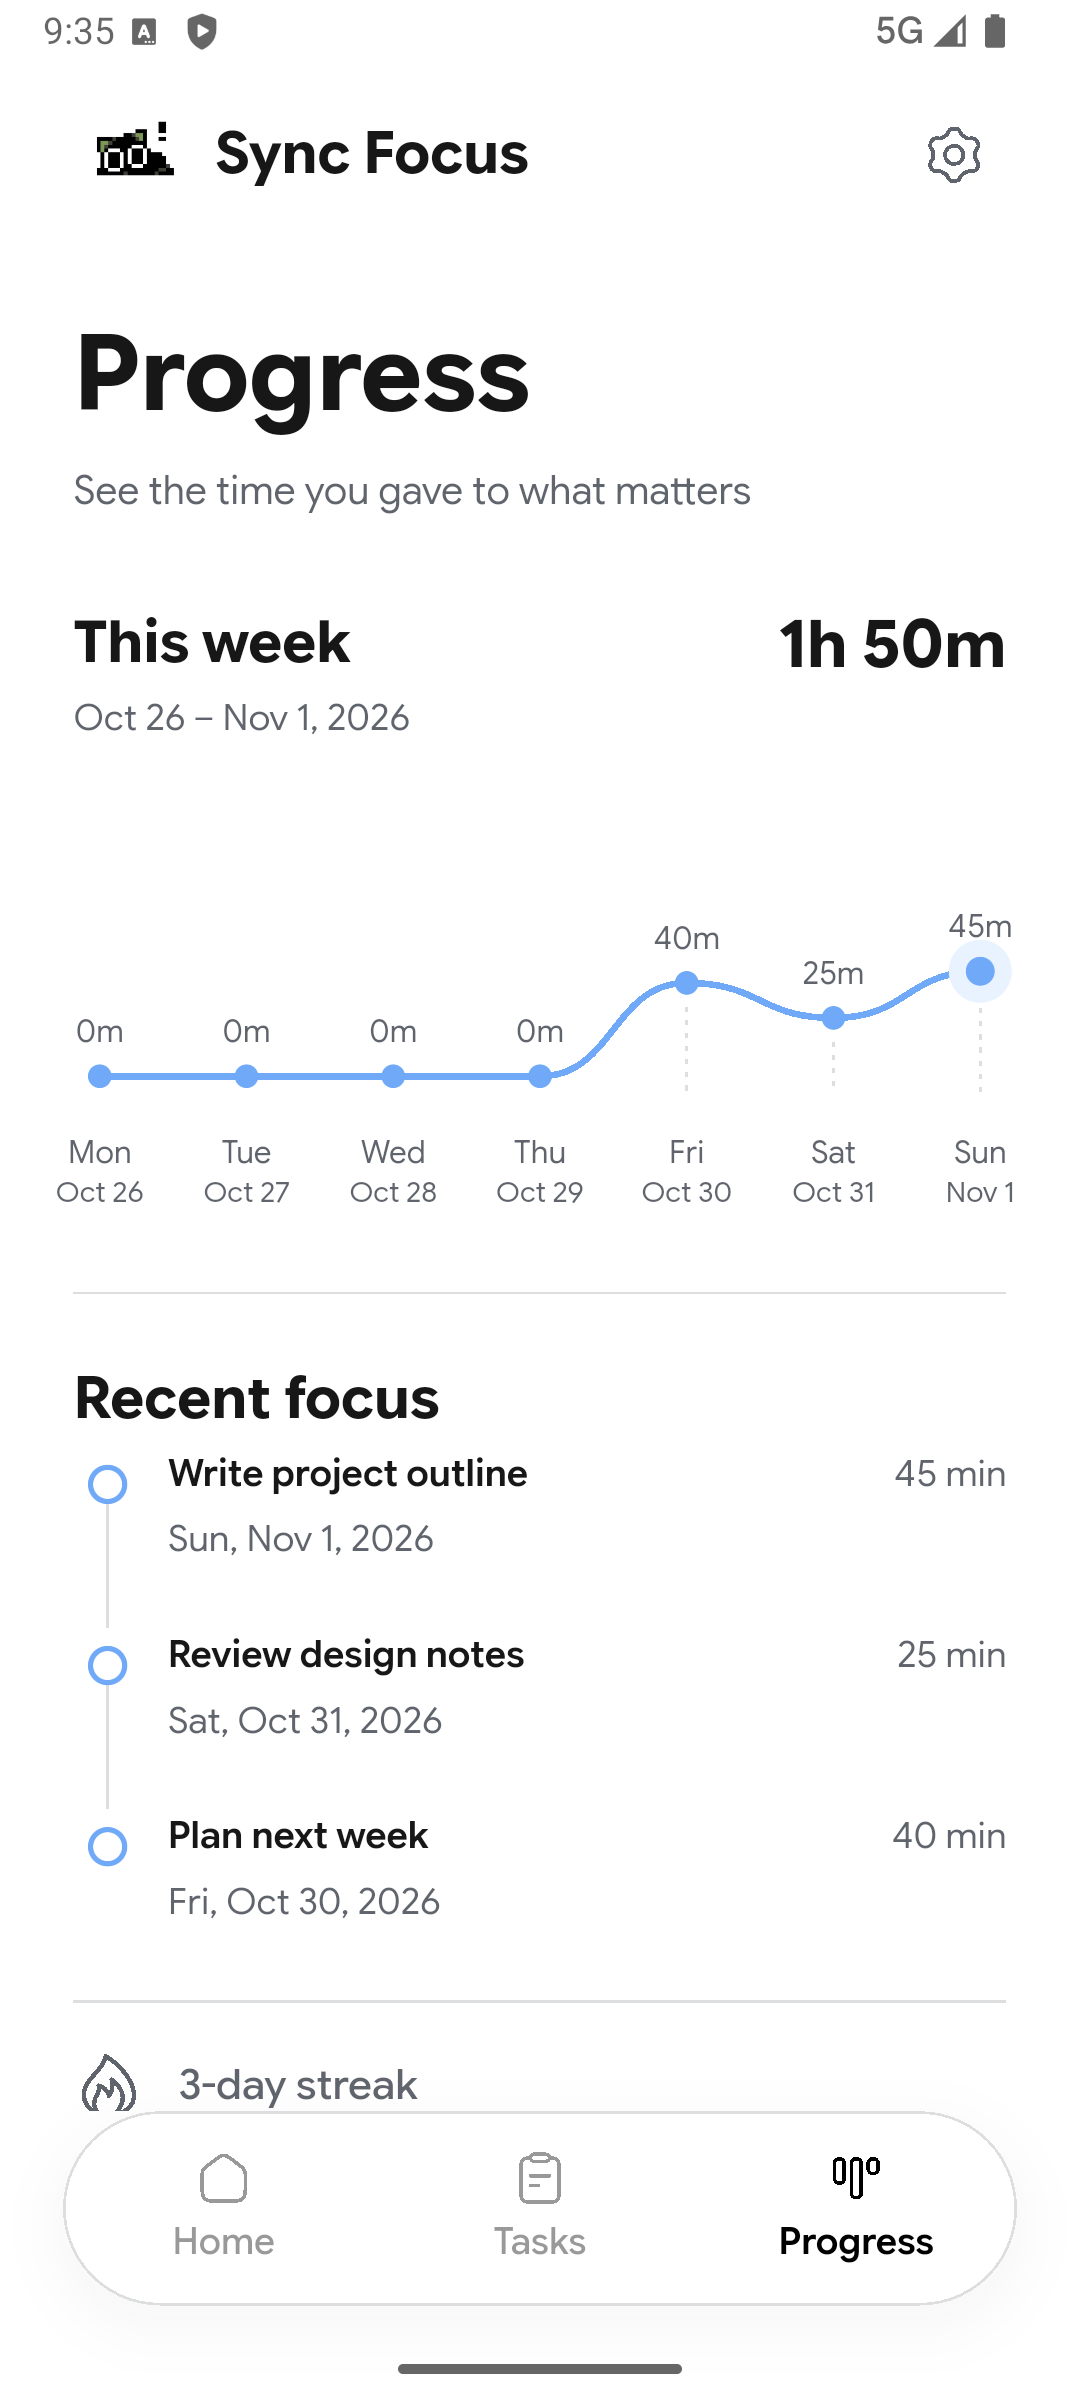 9:35
5G
Sync Focus
Progress
See the time you gave to what matters
This week
1h 50m
Oct 26 – Nov 1, 2026
0m
0m
0m
0m
40m
25m
45m
Mon
Tue
Wed
Thu
Fri
Sat
Sun
Oct 26
Oct 27
Oct 28
Oct 29
Oct 30
Oct 31
Nov 1
Recent focus
Write project outline
45 min
Sun, Nov 1, 2026
Review design notes
25 min
Sat, Oct 31, 2026
Plan next week
40 min
Fri, Oct 30, 2026
3-day streak
Home
Tasks
Progress